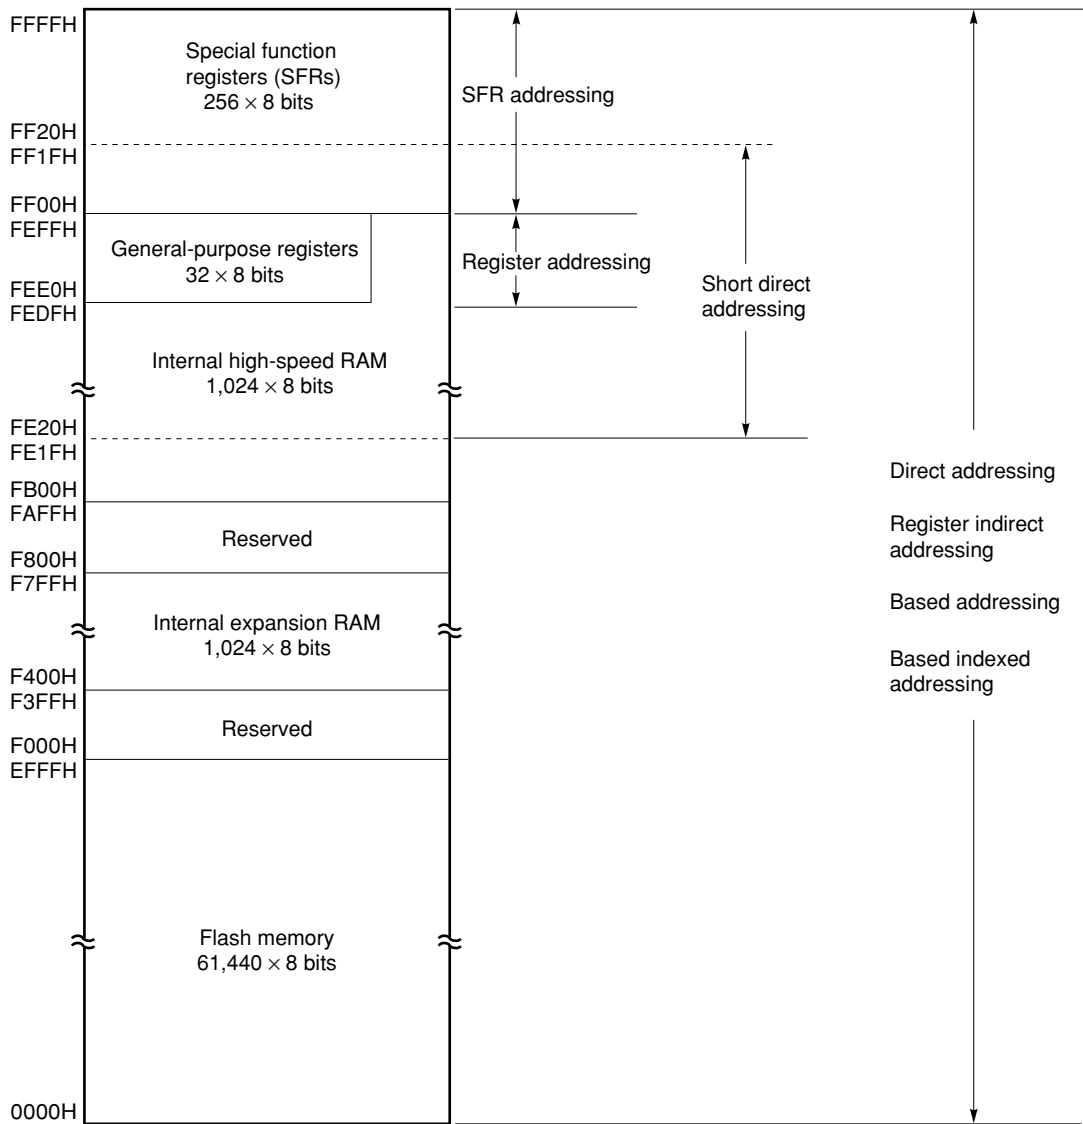 FFFFH
Special function
registers (SFRs)
256 × 8 bits
SFR addressing
FF20H
FF1FH
FF00H
FEFFH
General-purpose registers
32 × 8 bits
Register addressing
Short direct
addressing
FEE0H
FEDFH
Internal high-speed RAM
1,024 × 8 bits
FE20H
FE1FH
FB00H
FAFFH
Reserved
F800H
F7FFH
Internal expansion RAM
1,024 × 8 bits
F400H
F3FFH
Reserved
F000H
EFFFH
Flash memory
61,440 × 8 bits
0000H
Direct addressing
Register indirect
addressing
Based addressing
Based indexed
addressing